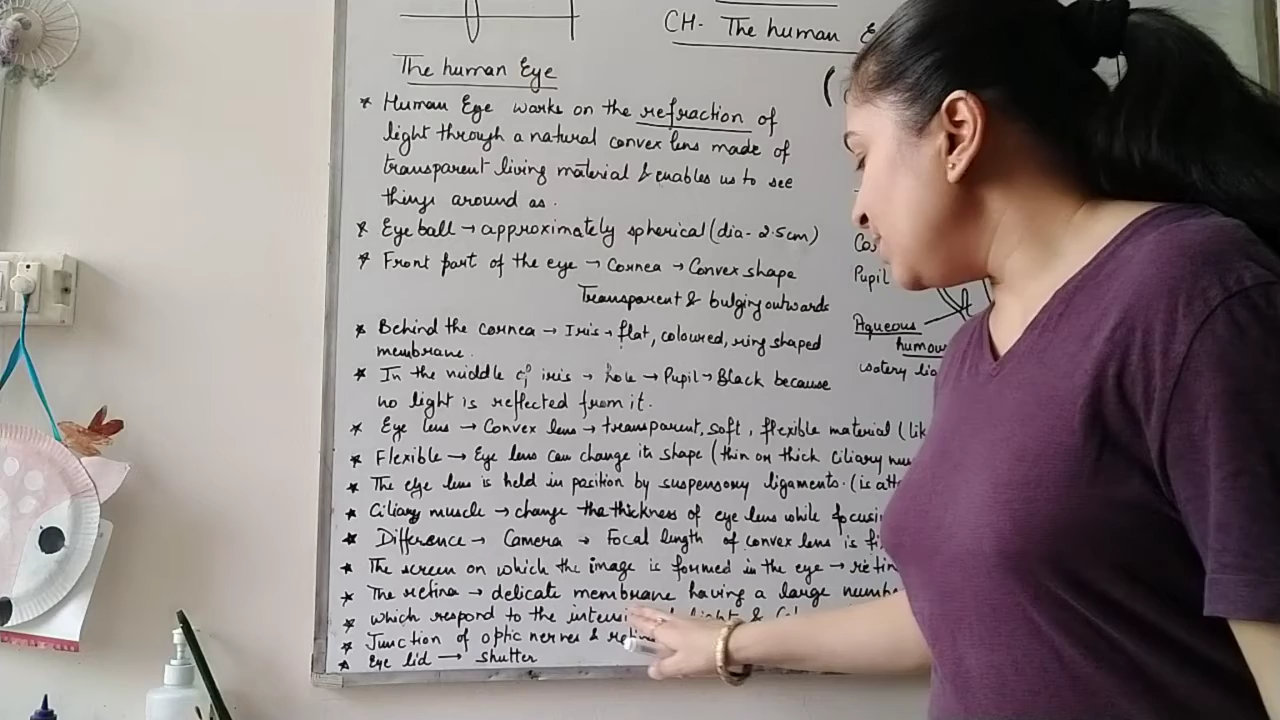 CH- The human
The human Eye
* Human Eye works on the refraction of
light through a natural convex lens made of
transparent living material & enables us to see
things around as.
* Eye ball → approximately spherical (dia- 2.5cm)
* Front part of the eye → Cornea → Convex shape
Transparent & bulging outwards
* Behind the cornea → Iris → flat, coloured, ring shaped
membrane.
* In the middle of iris → hole → Pupil → Black because
no light is reflected from it.
* Eye lens → Convex lens → transparent, soft, flexible material (
* Flexible → Eye lens can change its shape (thin or thick ciliary
* The eye lens is held in position by suspensory ligaments. (is
* Ciliary muscle → change the thickness of eye lens while
* Difference → Camera → Focal length of convex lens is
* The screen on which the image is formed in the eye →
* The retina → delicate membrane having a large
* which respond to the light &
* Junction of optic nerves &
* Eye lid → shutter
Pupil
Aqueous
humour
watery